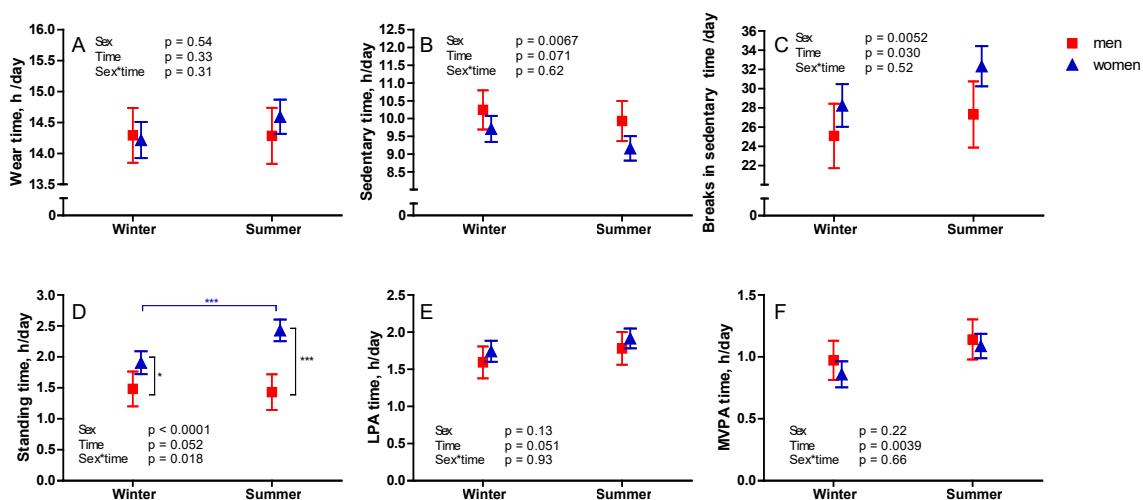 A
Sex p = 0.54
Time p = 0.33
Sex*time p = 0.31
Wear time, h /day
16.0
15.5
15.0
14.5
14.0
13.5
0
Winter Summer
B
Sex p = 0.0067
Time p = 0.071
Sex*time p = 0.62
Sedentary time, h/day
12.5
12.0
11.5
11.0
10.5
10.0
9.5
9.0
0
Winter Summer
C
Sex p = 0.0052
Time p = 0.030
Sex*time p = 0.52
Breaks in sedentary time /day
36
34
32
30
28
26
24
22
0
Winter Summer
men
women
D
***
*
***
Sex p < 0.0001
Time p = 0.052
Sex*time p = 0.018
Standing time, h/day
3.0
2.5
2.0
1.5
1.0
0.5
0.0
Winter Summer
E
Sex p = 0.13
Time p = 0.051
Sex*time p = 0.93
LPA time, h/day
2.5
2.0
1.5
1.0
0.5
0.0
Winter Summer
F
Sex p = 0.22
Time p = 0.0039
Sex*time p = 0.66
MVPA time, h/day
1.5
1.0
0.5
0.0
Winter Summer